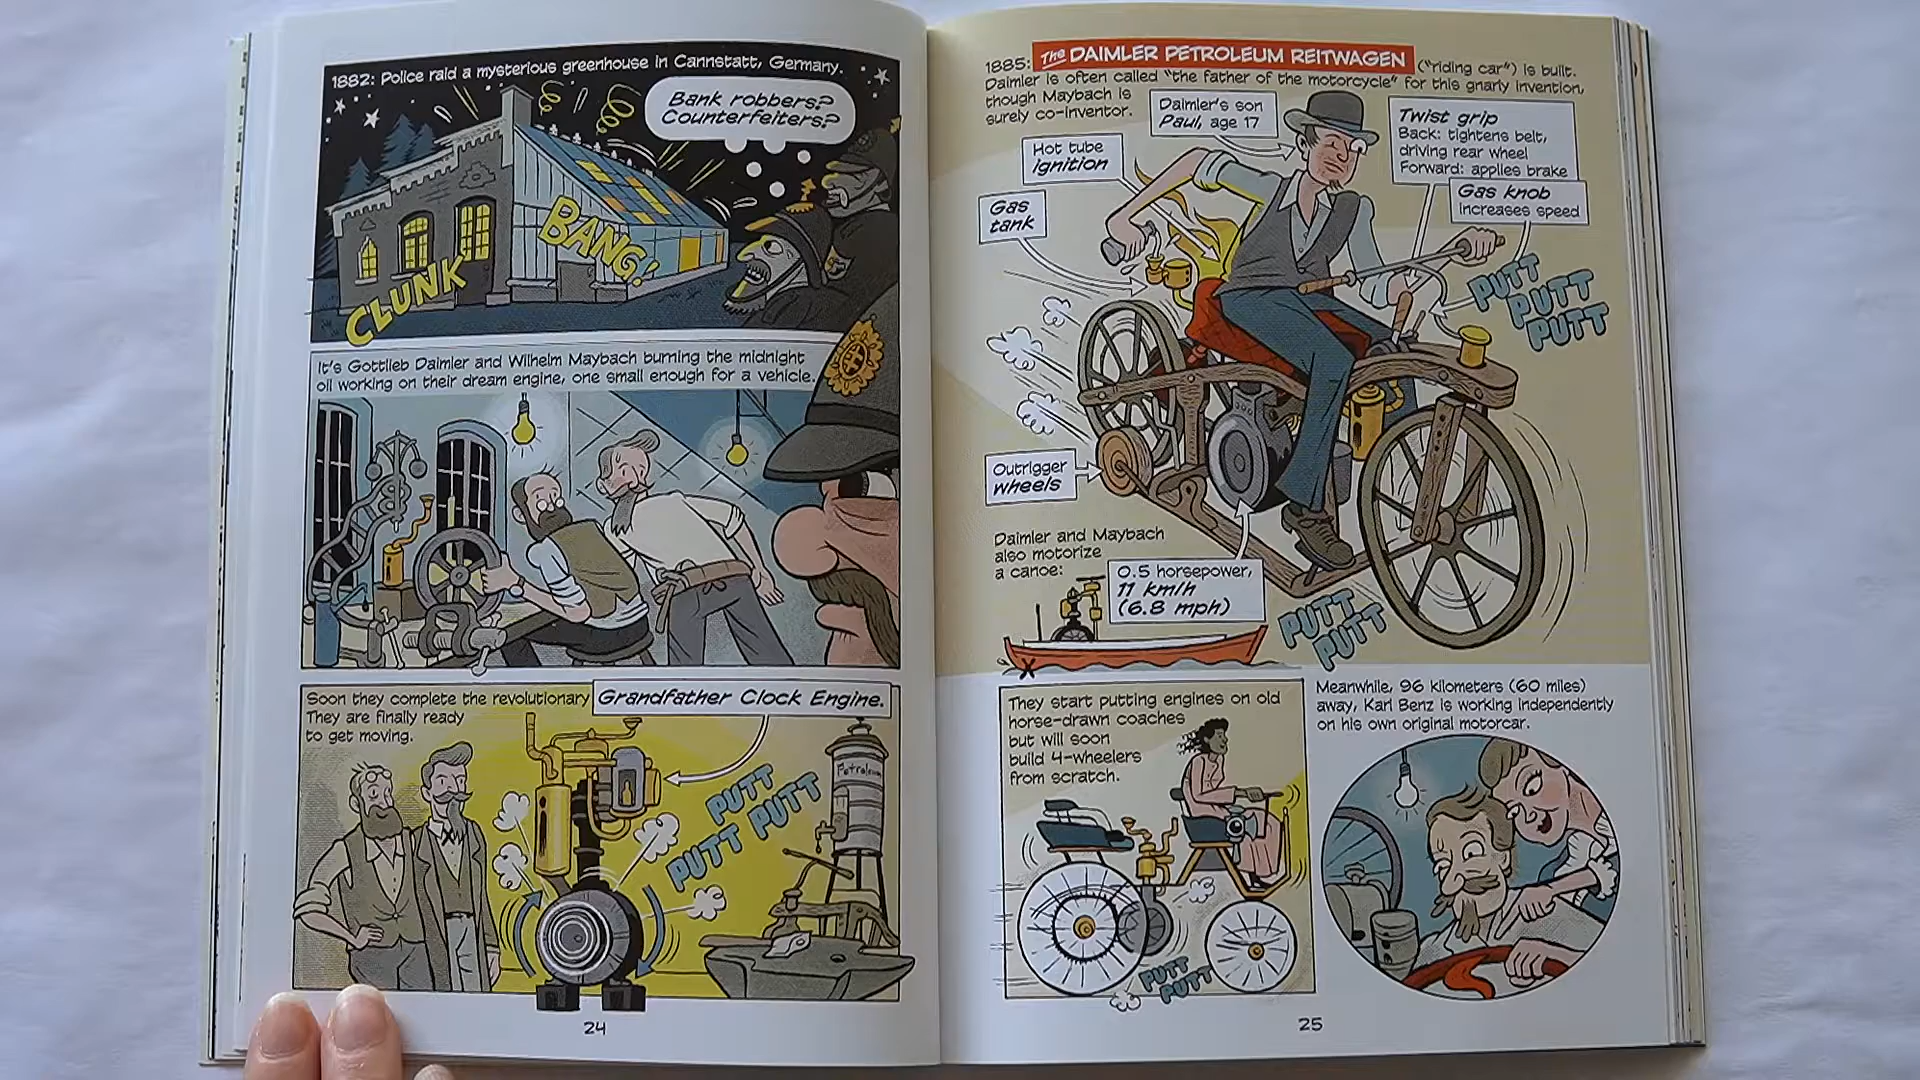 1882: Police raid a mysterious greenhouse in Cannstatt, Germany.
Bank robbers?
Counterfeiters?
CLUNK
BANG!
It's Gottlieb Daimler and Wilhelm Maybach burning the midnight
oil working on their dream engine, one small enough for a vehicle.
Soon they complete the revolutionary Grandfather Clock Engine.
They are finally ready
to get moving.
PUTT
PUTT PUTT
PUTT
Petroleum
24
1885: The DAIMLER PETROLEUM REITWAGEN ("riding car") is built.
Daimler is often called "the father of the motorcycle" for this gnarly invention,
though Maybach is
surely co-inventor.
Daimler's son
Paul, age 17
Twist grip
Back: tightens belt,
driving rear wheel
Forward: applies brake
Hot tube
ignition
Gas knob
increases speed
Gas
tank
PUTT
PUTT
PUTT
Outrigger
wheels
Daimler and Maybach
also motorize
a canoe:
0.5 horsepower,
11 km/h
(6.8 mph)
PUTT
PUTT
They start putting engines on old
horse-drawn coaches
but will soon
build 4-wheelers
from scratch.
PUTT
PUTT
Meanwhile, 96 kilometers (60 miles)
away, Karl Benz is working independently
on his own original motorcar.
25